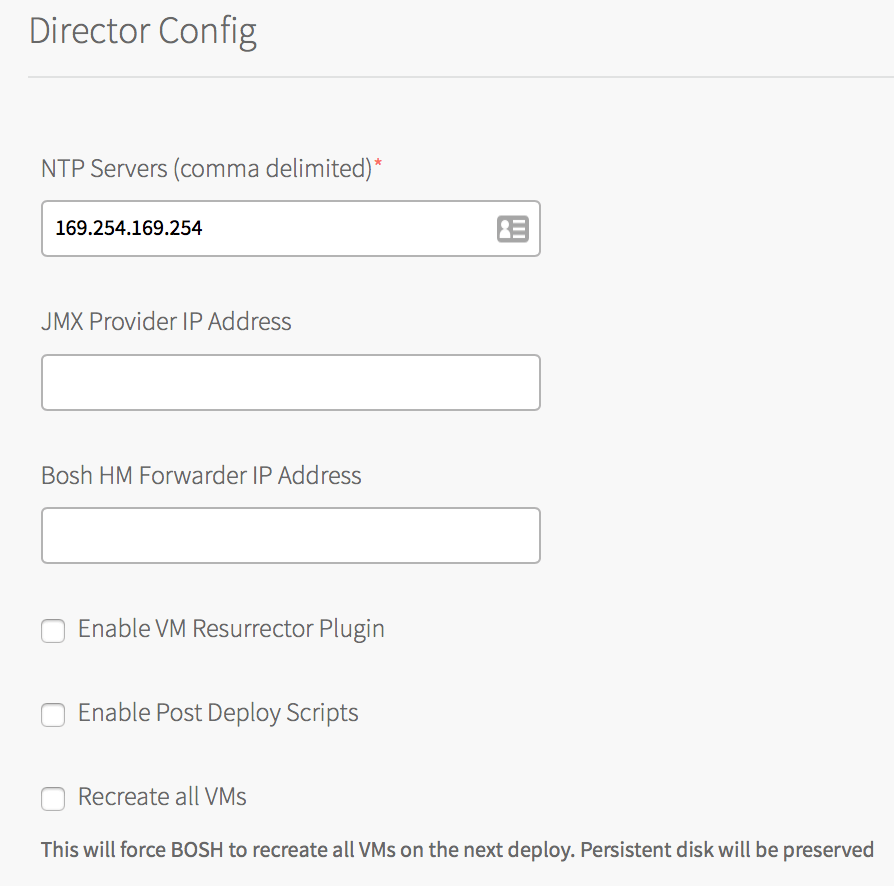 Director Config
NTP Servers (comma delimited)*
169.254.169.254
JMX Provider IP Address
Bosh HM Forwarder IP Address
Enable VM Resurrector Plugin
Enable Post Deploy Scripts
Recreate all VMs
This will force BOSH to recreate all VMs on the next deploy. Persistent disk will be preserved